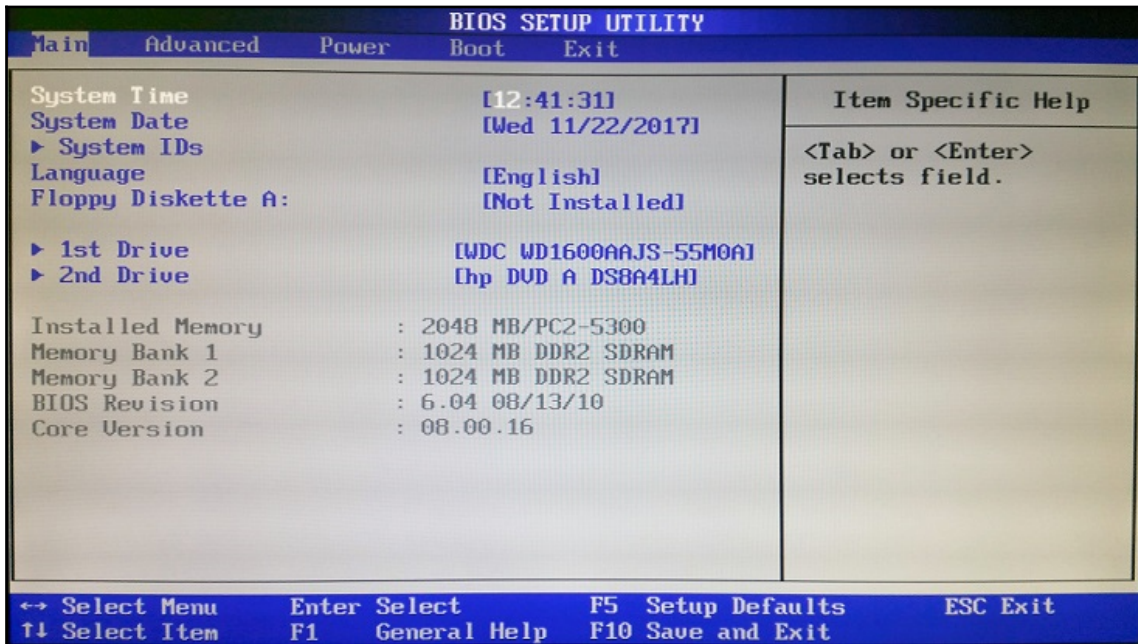 BIOS SETUP UTILITY
Main Advanced Power Boot Exit
System Time [12:41:31]
System Date [Wed 11/22/2017]
▶ System IDs
Language [English]
Floppy Diskette A: [Not Installed]
▶ 1st Drive [WDC WD1600AAJS-55M0A]
▶ 2nd Drive [hp DVD A DS8A4LH]
Installed Memory : 2048 MB/PC2-5300
Memory Bank 1 : 1024 MB DDR2 SDRAM
Memory Bank 2 : 1024 MB DDR2 SDRAM
BIOS Revision : 6.04 08/13/10
Core Version : 08.00.16
Item Specific Help
<Tab> or <Enter>
selects field.
↔ Select Menu Enter Select F5 Setup Defaults ESC Exit
↑↓ Select Item F1 General Help F10 Save and Exit